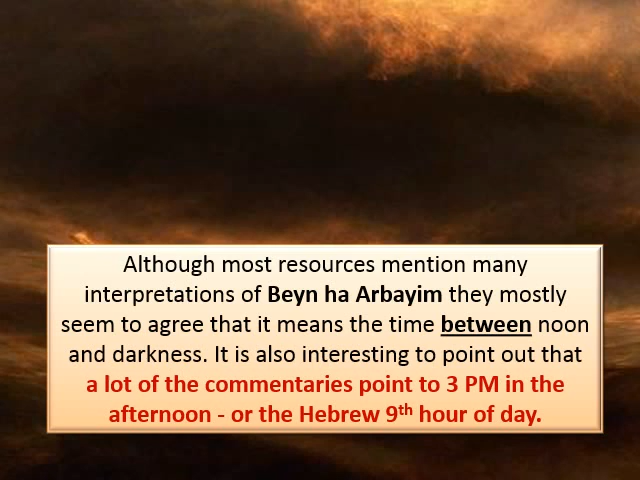 Although most resources mention many
interpretations of Beyn ha Arbayim they mostly
seem to agree that it means the time between noon
and darkness. It is also interesting to point out that
a lot of the commentaries point to 3 PM in the
afternoon - or the Hebrew 9th hour of day.